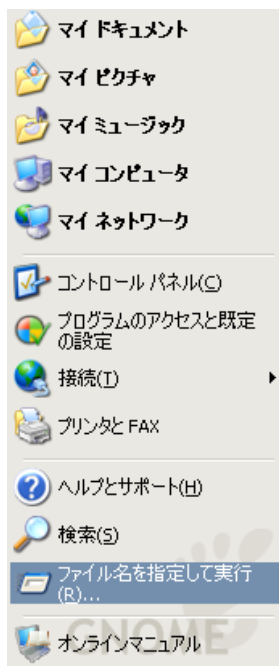 マイ ドキュメント
マイ ピクチャ
マイ ミュージック
マイ コンピュータ
マイ ネットワーク
コントロール パネル(C)
プログラムのアクセスと既定
の設定
接続(T)
プリンタと FAX
ヘルプとサポート(H)
検索(S)
ファイル名を指定して実行
(R)...
GNOME
オンラインマニュアル